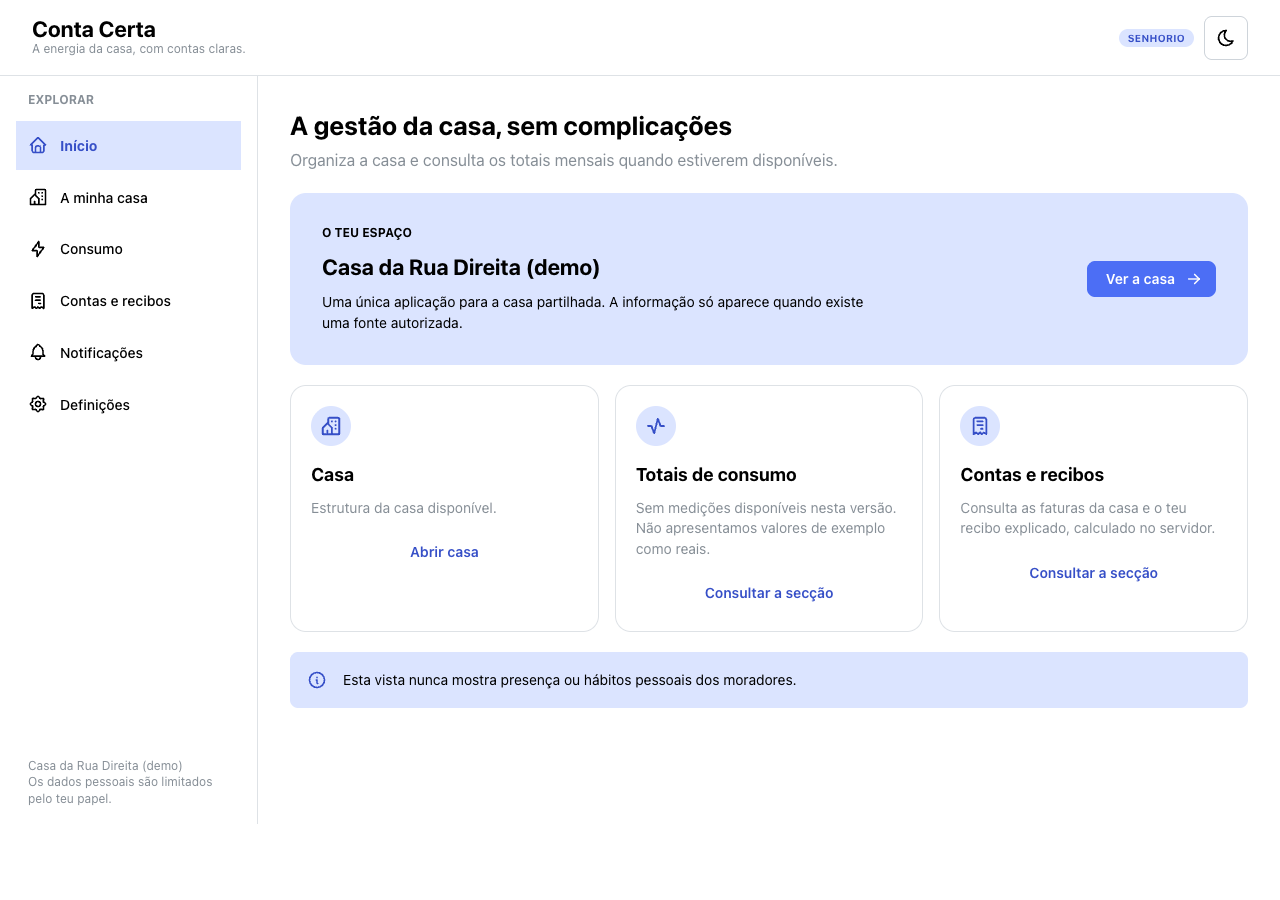 Conta Certa
A energia da casa, com contas claras.
SENHORIO
EXPLORAR
Início
A minha casa
Consumo
Contas e recibos
Notificações
Definições
Casa da Rua Direita (demo)
Os dados pessoais são limitados
pelo teu papel.
A gestão da casa, sem complicações
Organiza a casa e consulta os totais mensais quando estiverem disponíveis.
O TEU ESPAÇO
Casa da Rua Direita (demo)
Uma única aplicação para a casa partilhada. A informação só aparece quando existe
uma fonte autorizada.
Ver a casa
Casa
Estrutura da casa disponível.
Abrir casa
Totais de consumo
Sem medições disponíveis nesta versão.
Não apresentamos valores de exemplo
como reais.
Consultar a secção
Contas e recibos
Consulta as faturas da casa e o teu
recibo explicado, calculado no servidor.
Consultar a secção
Esta vista nunca mostra presença ou hábitos pessoais dos moradores.